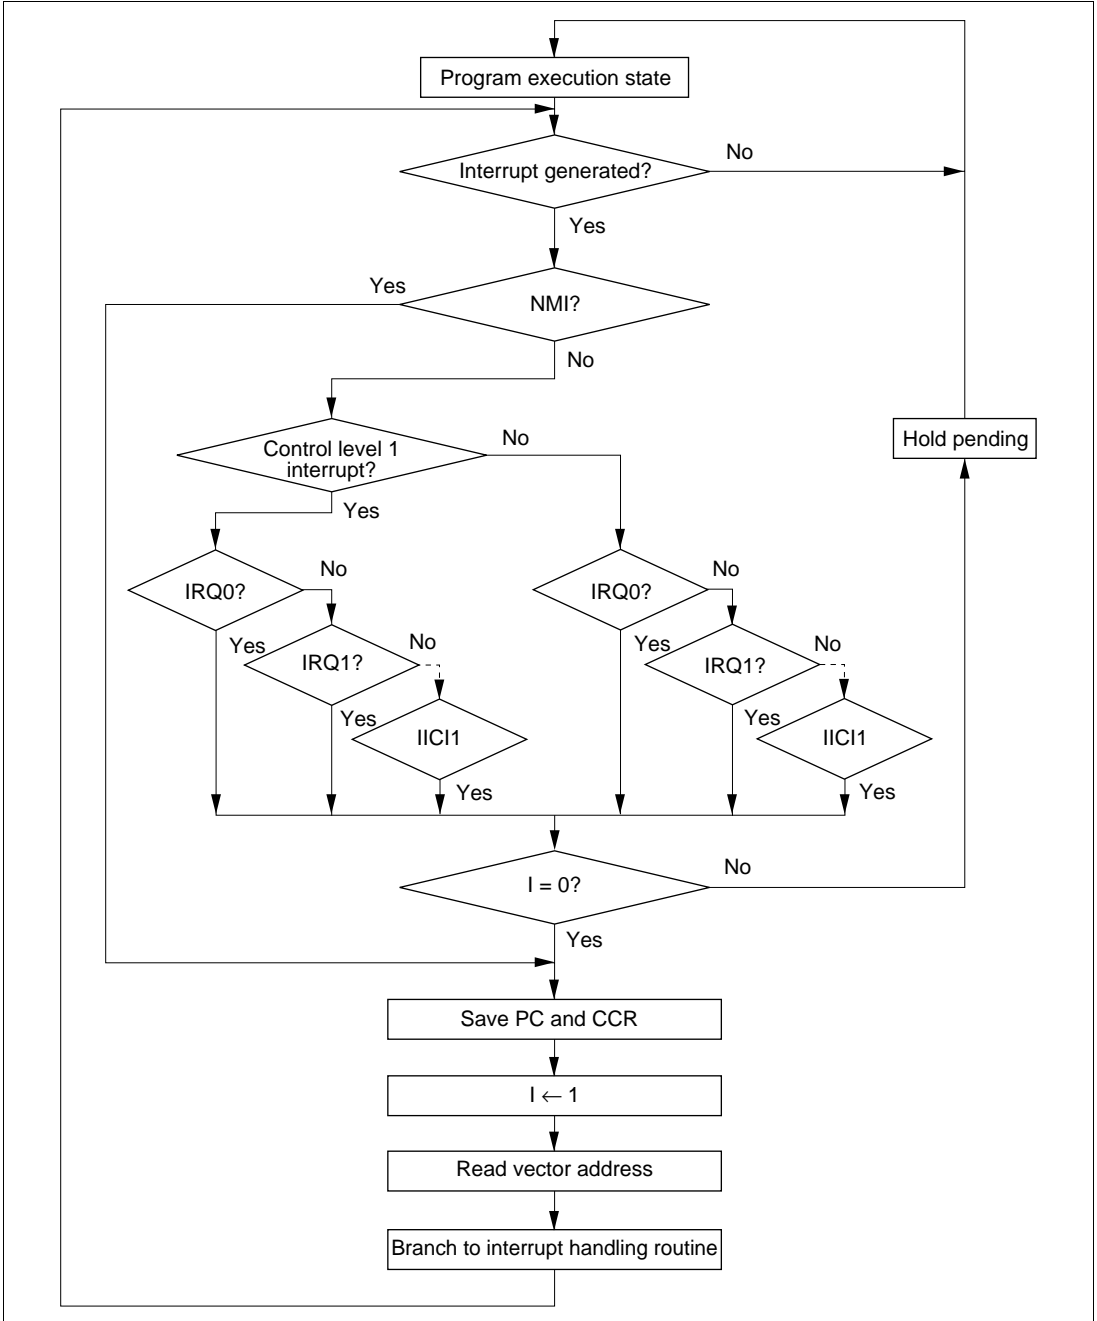 Program execution state
Interrupt generated?
No
Yes
Yes
NMI?
No
Control level 1
interrupt?
No
Hold pending
Yes
IRQ0?
No
IRQ0?
No
Yes
IRQ1?
No
Yes
IRQ1?
No
Yes
IICI1
Yes
IICI1
Yes
Yes
I = 0?
No
Yes
Save PC and CCR
I ← 1
Read vector address
Branch to interrupt handling routine